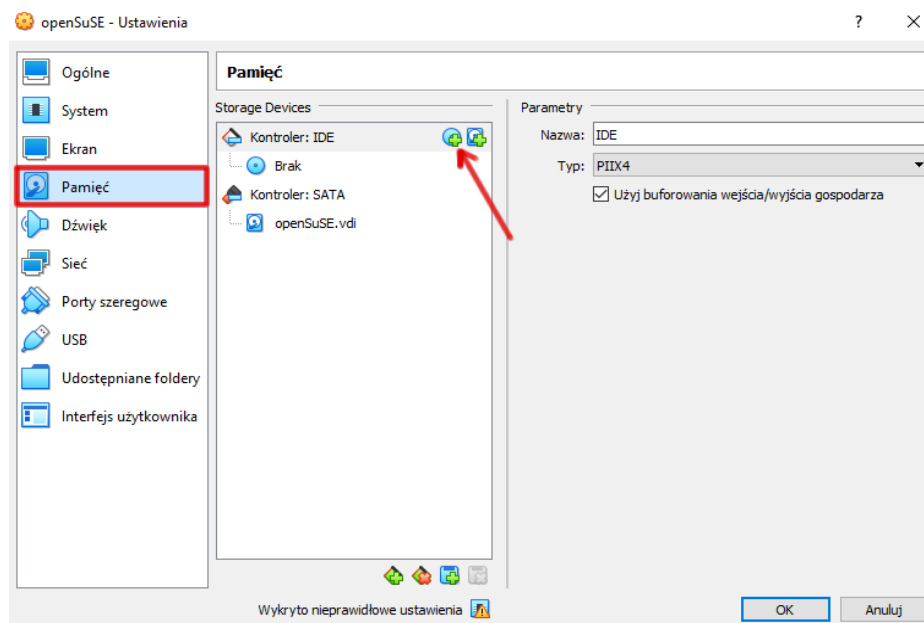 openSuSE - Ustawienia
?
Ogólne
System
Ekran
Pamięć
Dźwięk
Sieć
Porty szeregowe
USB
Udostępniane foldery
Interfejs użytkownika
Pamięć
Storage Devices
Kontroler: IDE
Brak
Kontroler: SATA
openSuSE.vdi
Parametry
Nazwa: IDE
Typ: PIIX4
Użyj buforowania wejścia/wyjścia gospodarza
Wykryto nieprawidłowe ustawienia
OK Anuluj